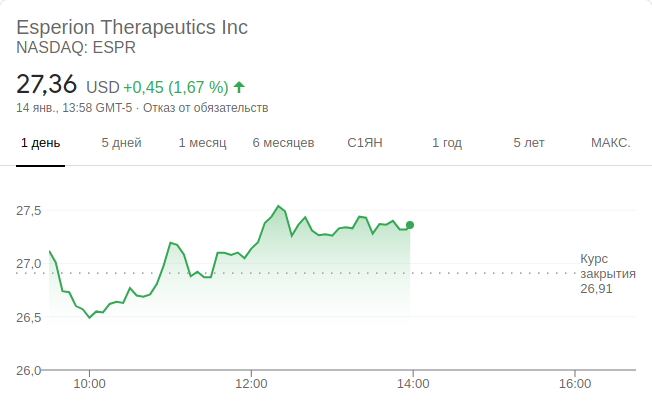 Esperion Therapeutics Inc
NASDAQ: ESPR
27,36 USD +0,45 (1,67 %)
14 янв., 13:58 GMT-5 · Отказ от обязательств
1 день 5 дней 1 месяц 6 месяцев С1ЯН 1 год 5 лет МАКС.
27,5
27,0
26,5
26,0
Курс
закрытия
26,91
10:00 12:00 14:00 16:00